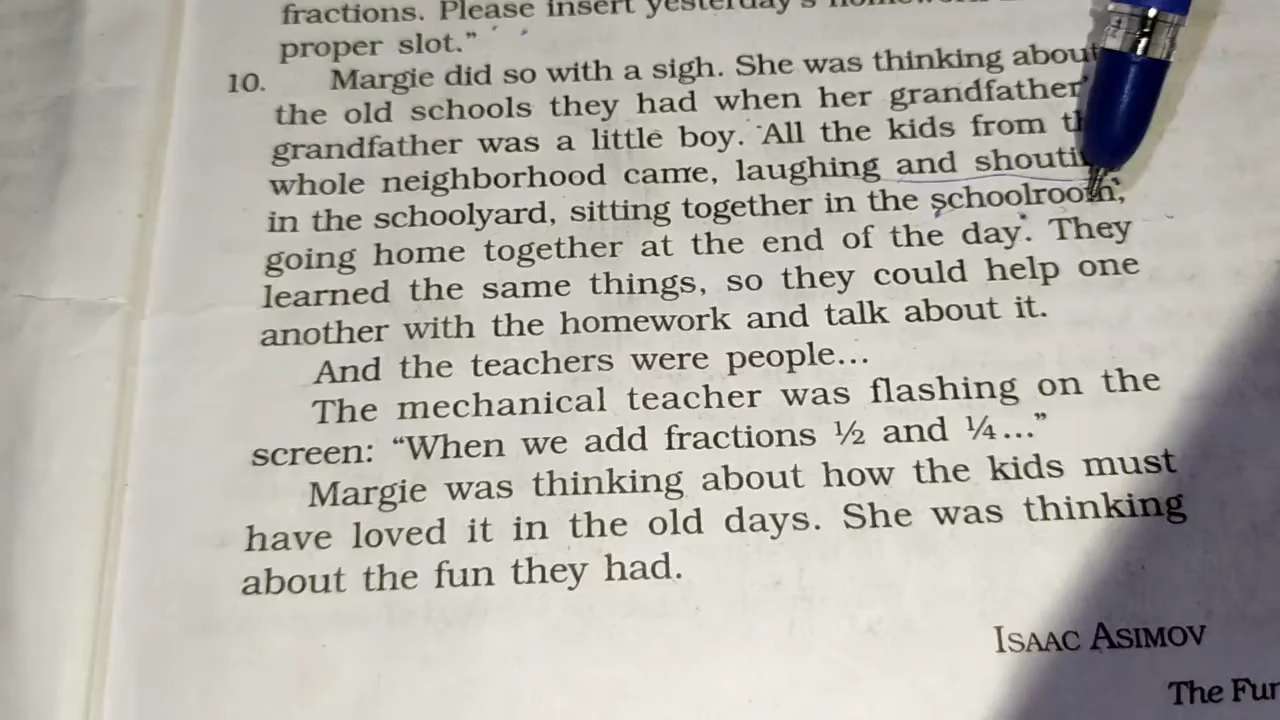 fractions. Please insert yesterday's
proper slot."
10. Margie did so with a sigh. She was thinking about
the old schools they had when her grandfather'
grandfather was a little boy. All the kids from
whole neighborhood came, laughing and shouti
in the schoolyard, sitting together in the schoolroom,
going home together at the end of the day. They
learned the same things, so they could help one
another with the homework and talk about it.
And the teachers were people...
The mechanical teacher was flashing on the
screen: “When we add fractions ½ and ¼...”
Margie was thinking about how the kids must
have loved it in the old days. She was thinking
about the fun they had.
ISAAC ASIMOV
The Fun